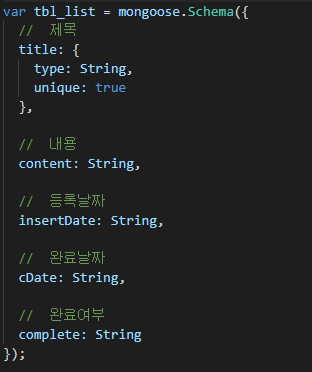 var tbl_list = mongoose.Schema({
  //  제목
  title: {
    type: String,
    unique: true
  },
  //  내용
  content: String,
  //  등록날짜
  insertDate: String,
  //  완료날짜
  cDate: String,
  //  완료여부
  complete: String
});